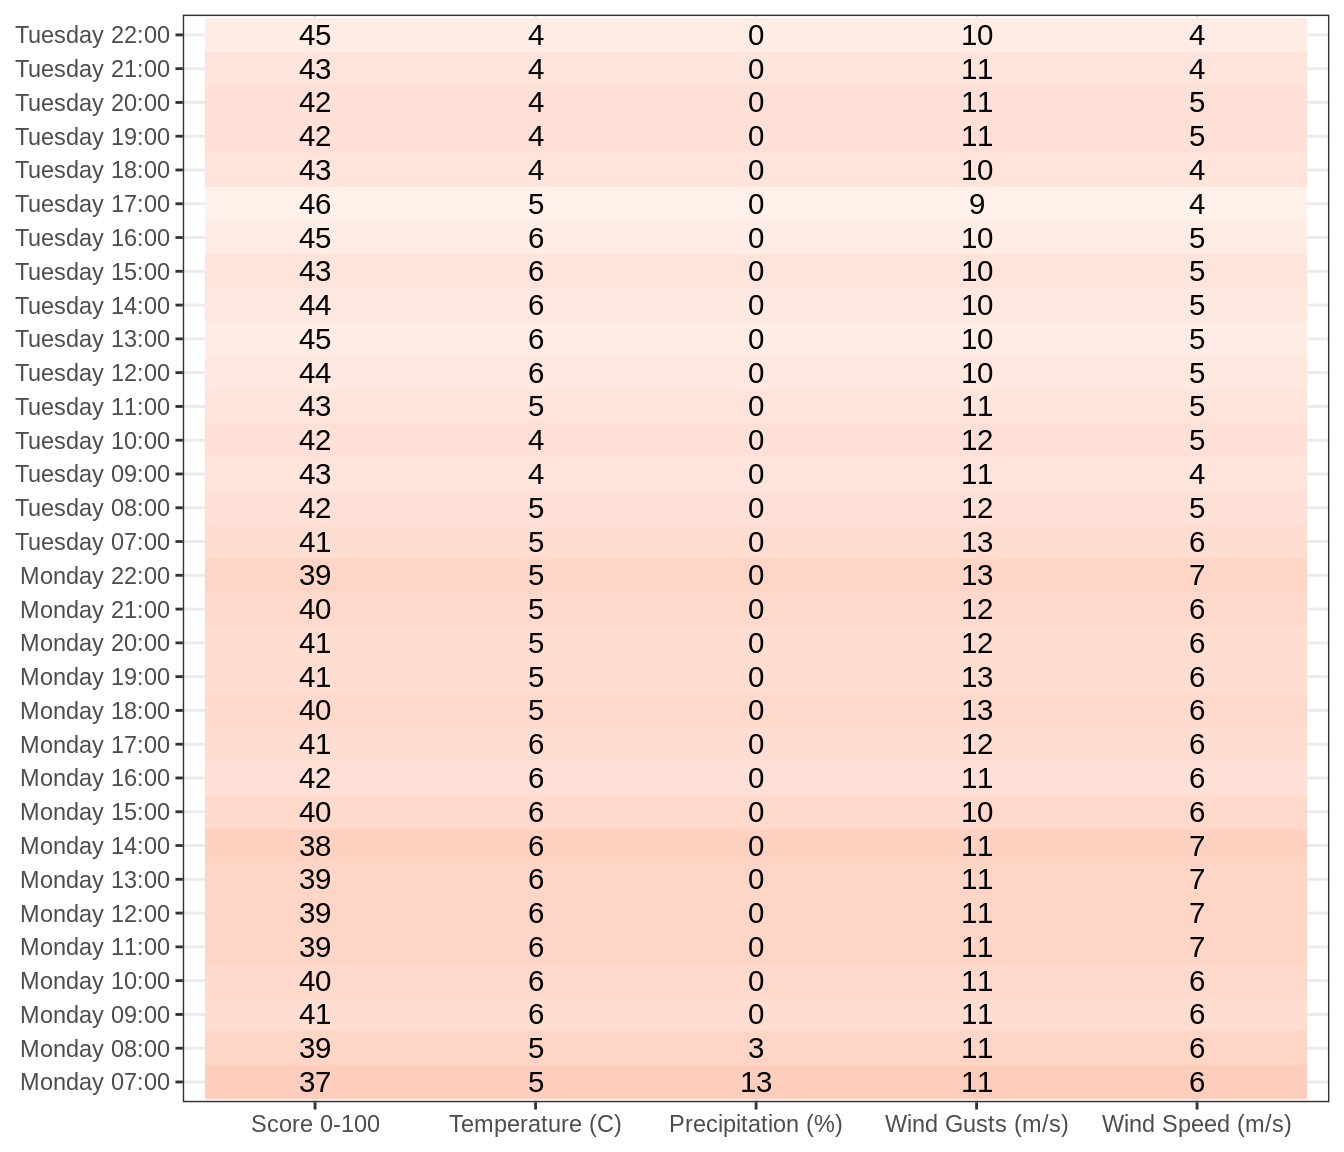 Tuesday 22:00 45 4 0 10 4
Tuesday 21:00 43 4 0 11 4
Tuesday 20:00 42 4 0 11 5
Tuesday 19:00 42 4 0 11 5
Tuesday 18:00 43 4 0 10 4
Tuesday 17:00 46 5 0 9 4
Tuesday 16:00 45 6 0 10 5
Tuesday 15:00 43 6 0 10 5
Tuesday 14:00 44 6 0 10 5
Tuesday 13:00 45 6 0 10 5
Tuesday 12:00 44 6 0 10 5
Tuesday 11:00 43 5 0 11 5
Tuesday 10:00 42 4 0 12 5
Tuesday 09:00 43 4 0 11 4
Tuesday 08:00 42 5 0 12 5
Tuesday 07:00 41 5 0 13 6
Monday 22:00 39 5 0 13 7
Monday 21:00 40 5 0 12 6
Monday 20:00 41 5 0 12 6
Monday 19:00 41 5 0 13 6
Monday 18:00 40 5 0 13 6
Monday 17:00 41 6 0 12 6
Monday 16:00 42 6 0 11 6
Monday 15:00 40 6 0 10 6
Monday 14:00 38 6 0 11 7
Monday 13:00 39 6 0 11 7
Monday 12:00 39 6 0 11 7
Monday 11:00 39 6 0 11 7
Monday 10:00 40 6 0 11 6
Monday 09:00 41 6 0 11 6
Monday 08:00 39 5 3 11 6
Monday 07:00 37 5 13 11 6
Score 0-100 Temperature (C) Precipitation (%) Wind Gusts (m/s) Wind Speed (m/s)